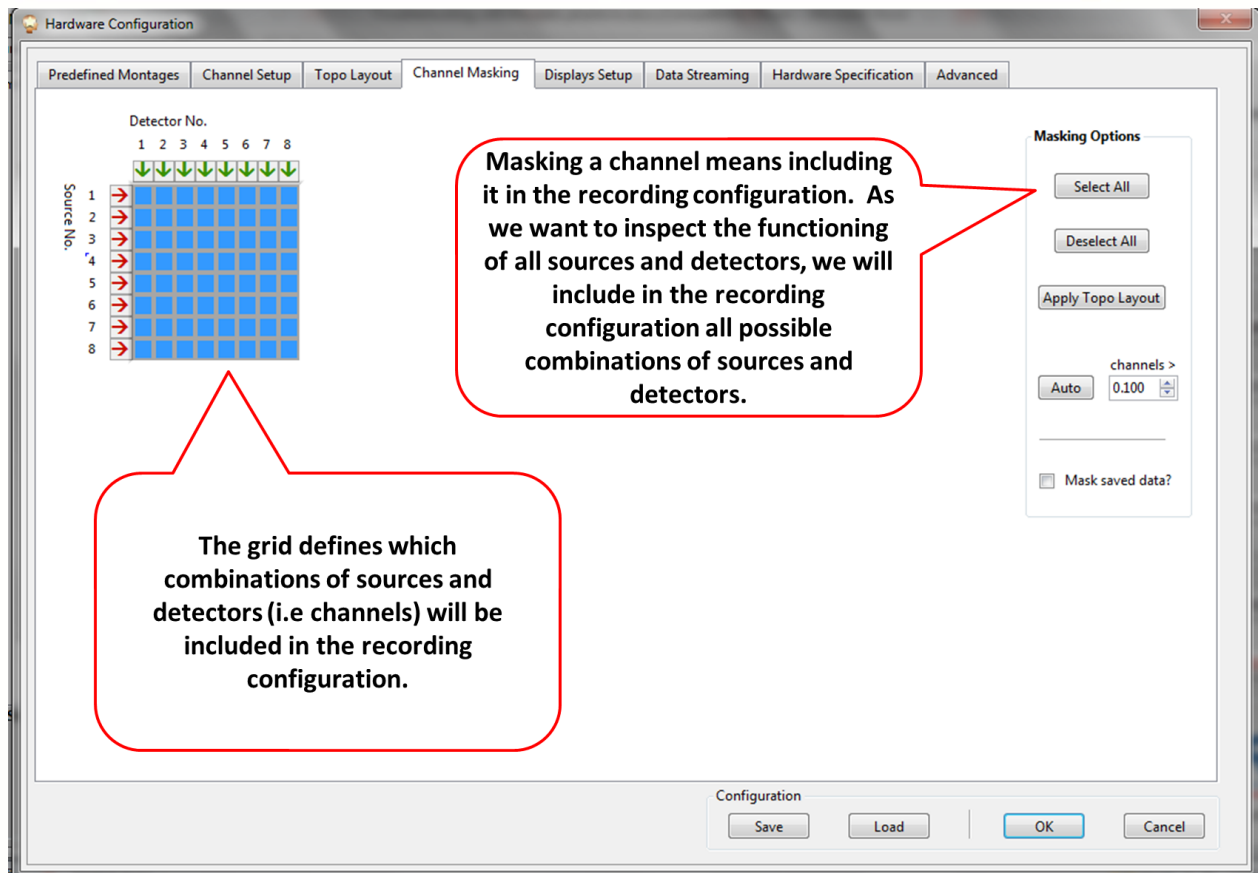 Hardware Configuration
Predefined Montages Channel Setup Topo Layout Channel Masking Displays Setup Data Streaming Hardware Specification Advanced
Detector No.
1 2 3 4 5 6 7 8
Source No.
1
2
3
4
5
6
7
8
Masking a channel means including
it in the recording configuration. As
we want to inspect the functioning
of all sources and detectors, we will
include in the recording
configuration all possible
combinations of sources and
detectors.
Masking Options
Select All
Deselect All
Apply Topo Layout
channels >
Auto 0.100
Mask saved data?
The grid defines which
combinations of sources and
detectors (i.e channels) will be
included in the recording
configuration.
Configuration
Save Load OK Cancel